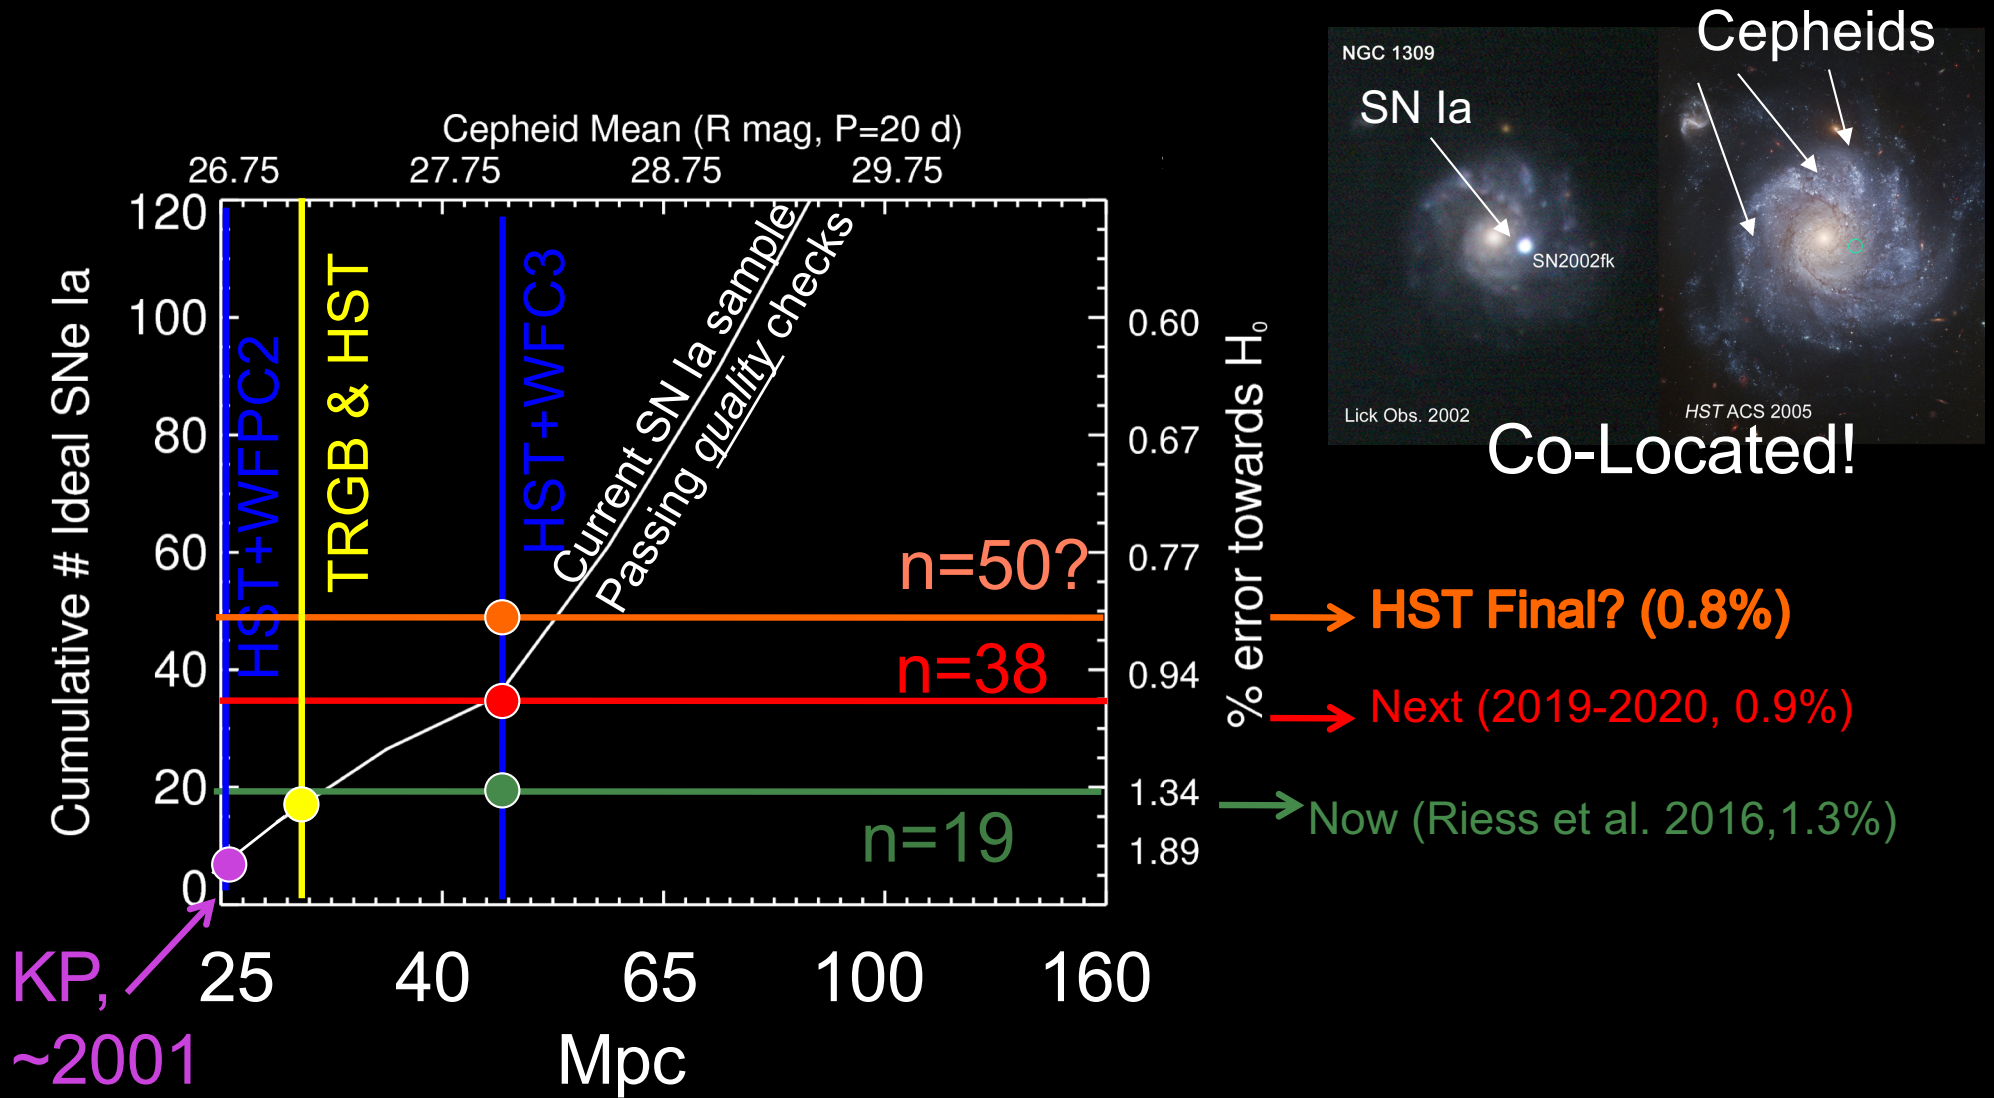 Cepheid Mean (R mag, P=20 d)
26.75 27.75 28.75 29.75
Cumulative # Ideal SNe Ia
120
100
80
60
40
20
0
HST+WFPC2
TRGB & HST
HST+WFC3
Current SN Ia sample
Passing quality checks
n=50?
n=38
n=19
0.60
0.67
0.77
0.94
1.34
1.89
% error towards H₀
25 40 65 100 160
Mpc
KP,
~2001
NGC 1309
SN Ia
SN2002fk
Lick Obs. 2002
Cepheids
HST ACS 2005
Co-Located!
HST Final? (0.8%)
Next (2019-2020, 0.9%)
Now (Riess et al. 2016,1.3%)